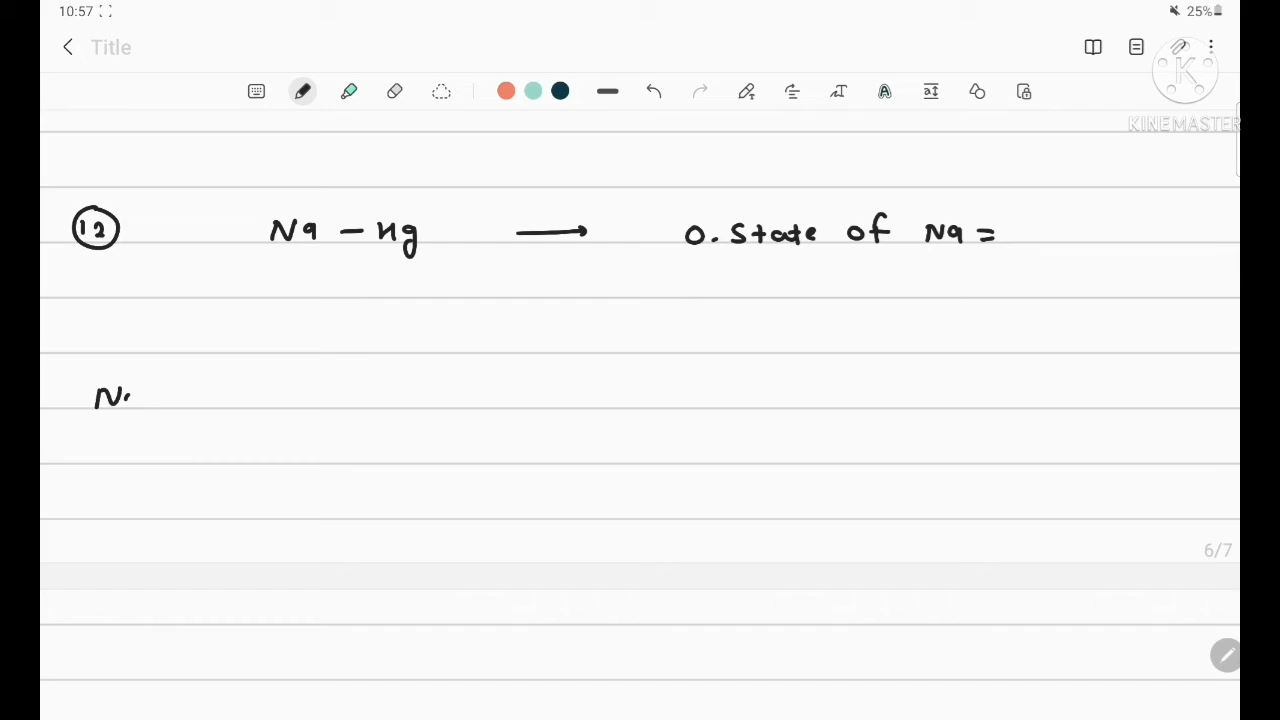 10:57 25%
Title
KINEMASTER
12 Na - Hg → O. State of Na =
N
6/7